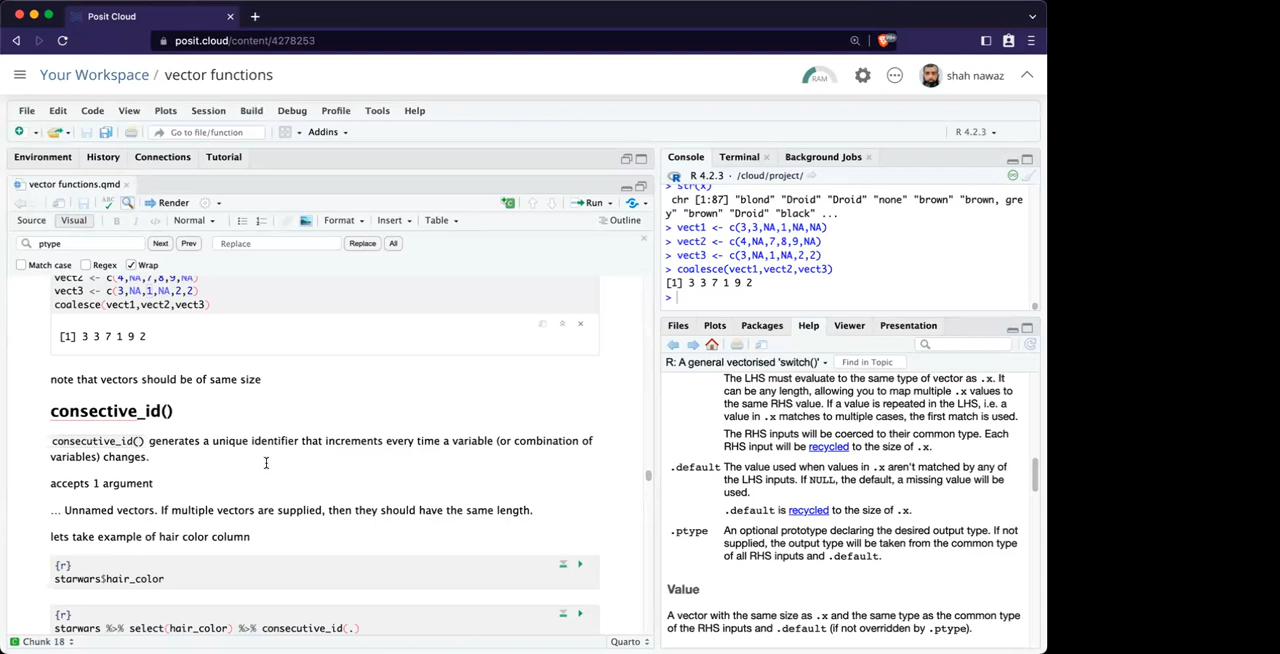 Posit Cloud
posit.cloud/content/4278253
Your Workspace / vector functions
RAM
shah nawaz
File Edit Code View Plots Session Build Debug Profile Tools Help
Go to file/function
Addins
R 4.2.3
Environment History Connections Tutorial
vector functions.qmd
Render
Run
Source Visual B I </> Normal Format Insert Table Outline
ptype Next Prev Replace Replace All
Match case Regex Wrap
vect2 <- c(4,NA,7,8,9,NA)
vect3 <- c(3,NA,1,NA,2,2)
coalesce(vect1,vect2,vect3)
[1] 3 3 7 1 9 2
note that vectors should be of same size
consective_id()
consecutive_id() generates a unique identifier that increments every time a variable (or combination of
variables) changes.
accepts 1 argument
... Unnamed vectors. If multiple vectors are supplied, then they should have the same length.
lets take example of hair color column
{r}
starwars$hair_color
{r}
starwars %>% select(hair_color) %>% consecutive_id(.)
Chunk 18
Quarto
Console Terminal Background Jobs
R 4.2.3 · /cloud/project/
> str(x)
chr [1:87] "blond" "Droid" "Droid" "none" "brown" "brown, gre
y" "brown" "Droid" "black" ...
> vect1 <- c(3,3,NA,1,NA,NA)
> vect2 <- c(4,NA,7,8,9,NA)
> vect3 <- c(3,NA,1,NA,2,2)
> coalesce(vect1,vect2,vect3)
[1] 3 3 7 1 9 2
>
Files Plots Packages Help Viewer Presentation
R: A general vectorised 'switch()' Find in Topic
The LHS must evaluate to the same type of vector as .x. It
can be any length, allowing you to map multiple .x values to
the same RHS value. If a value is repeated in the LHS, i.e. a
value in .x matches to multiple cases, the first match is used.
The RHS inputs will be coerced to their common type. Each
RHS input will be recycled to the size of .x.
.default The value used when values in .x aren't matched by any of
the LHS inputs. If NULL, the default, a missing value will be
used.
.default is recycled to the size of .x.
.ptype An optional prototype declaring the desired output type. If not
supplied, the output type will be taken from the common type
of all RHS inputs and .default.
Value
A vector with the same size as .x and the same type as the common type
of the RHS inputs and .default (if not overridden by .ptype).